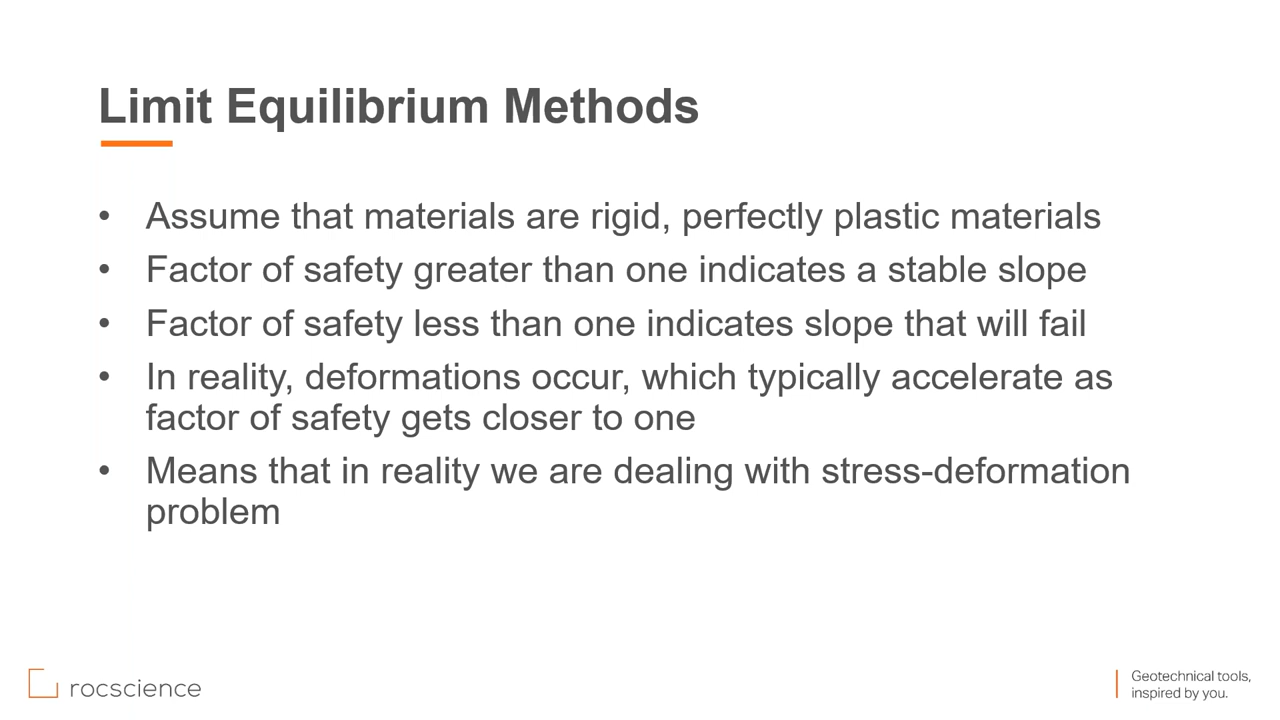 Limit Equilibrium Methods
• Assume that materials are rigid, perfectly plastic materials
• Factor of safety greater than one indicates a stable slope
• Factor of safety less than one indicates slope that will fail
• In reality, deformations occur, which typically accelerate as
factor of safety gets closer to one
• Means that in reality we are dealing with stress-deformation
problem
rocscience
Geotechnical tools,
inspired by you.